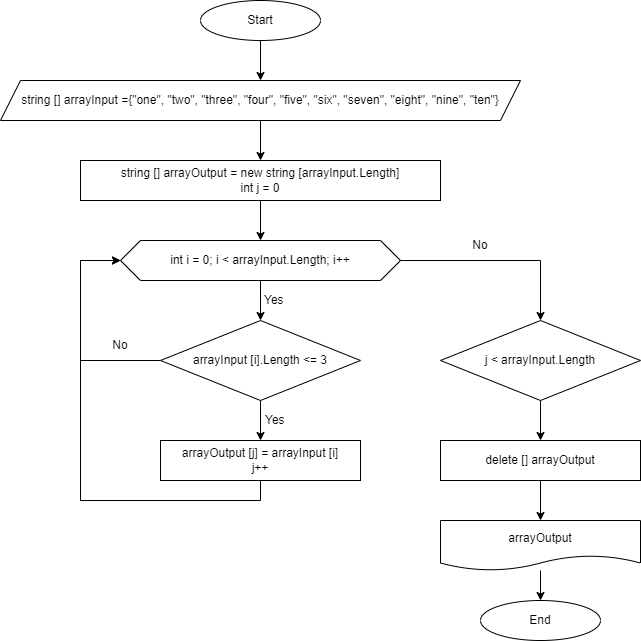 Start
string [] arrayInput ={"one", "two", "three", "four", "five", "six", "seven", "eight", "nine", "ten"}
string [] arrayOutput = new string [arrayInput.Length]
int j = 0
int i = 0; i < arrayInput.Length; i++
No
Yes
No
arrayInput [i].Length <= 3
j < arrayInput.Length
Yes
arrayOutput [j] = arrayInput [i]
j++
delete [] arrayOutput
arrayOutput
End